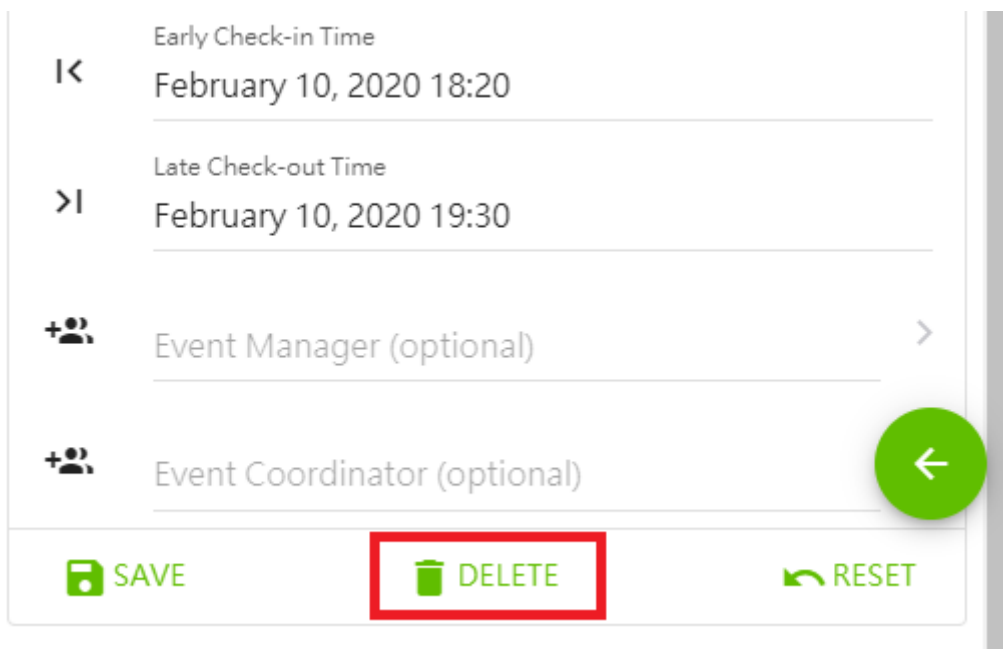 Early Check-in Time
February 10, 2020 18:20
Late Check-out Time
February 10, 2020 19:30
Event Manager (optional)
Event Coordinator (optional)
SAVE DELETE RESET